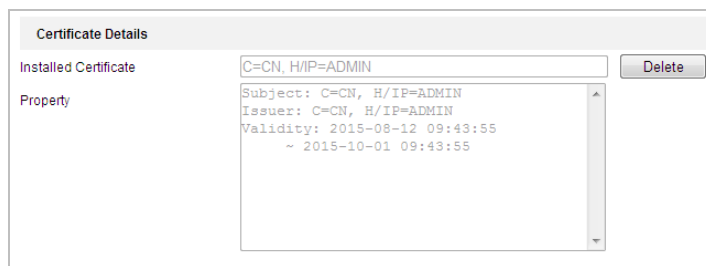 Certificate Details
Installed Certificate C=CN, H/IP=ADMIN Delete
Property Subject: C=CN, H/IP=ADMIN
Issuer: C=CN, H/IP=ADMIN
Validity: 2015-08-12 09:43:55
~ 2015-10-01 09:43:55